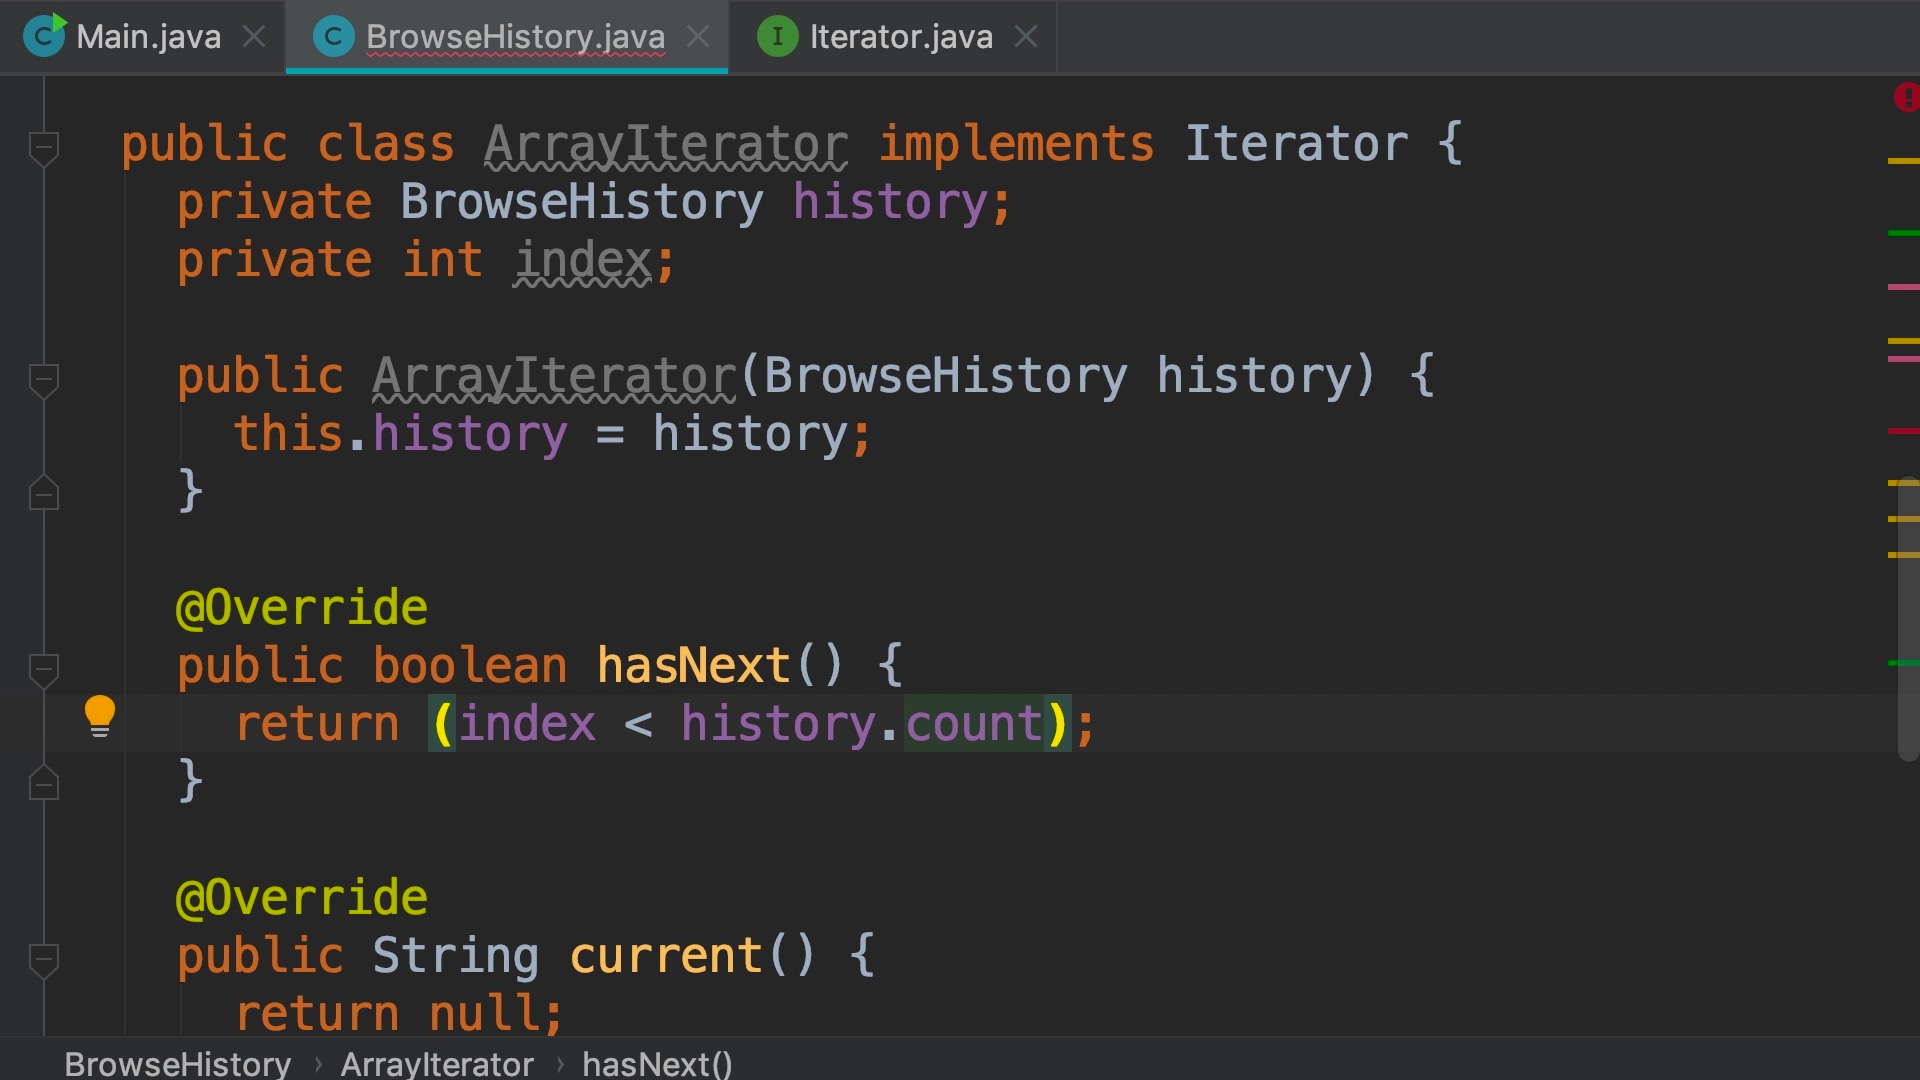 Main.java BrowseHistory.java Iterator.java
public class ArrayIterator implements Iterator {
private BrowseHistory history;
private int index;
public ArrayIterator(BrowseHistory history) {
this.history = history;
}
@Override
public boolean hasNext() {
return (index < history.count);
}
@Override
public String current() {
return null;
BrowseHistory › ArrayIterator › hasNext()